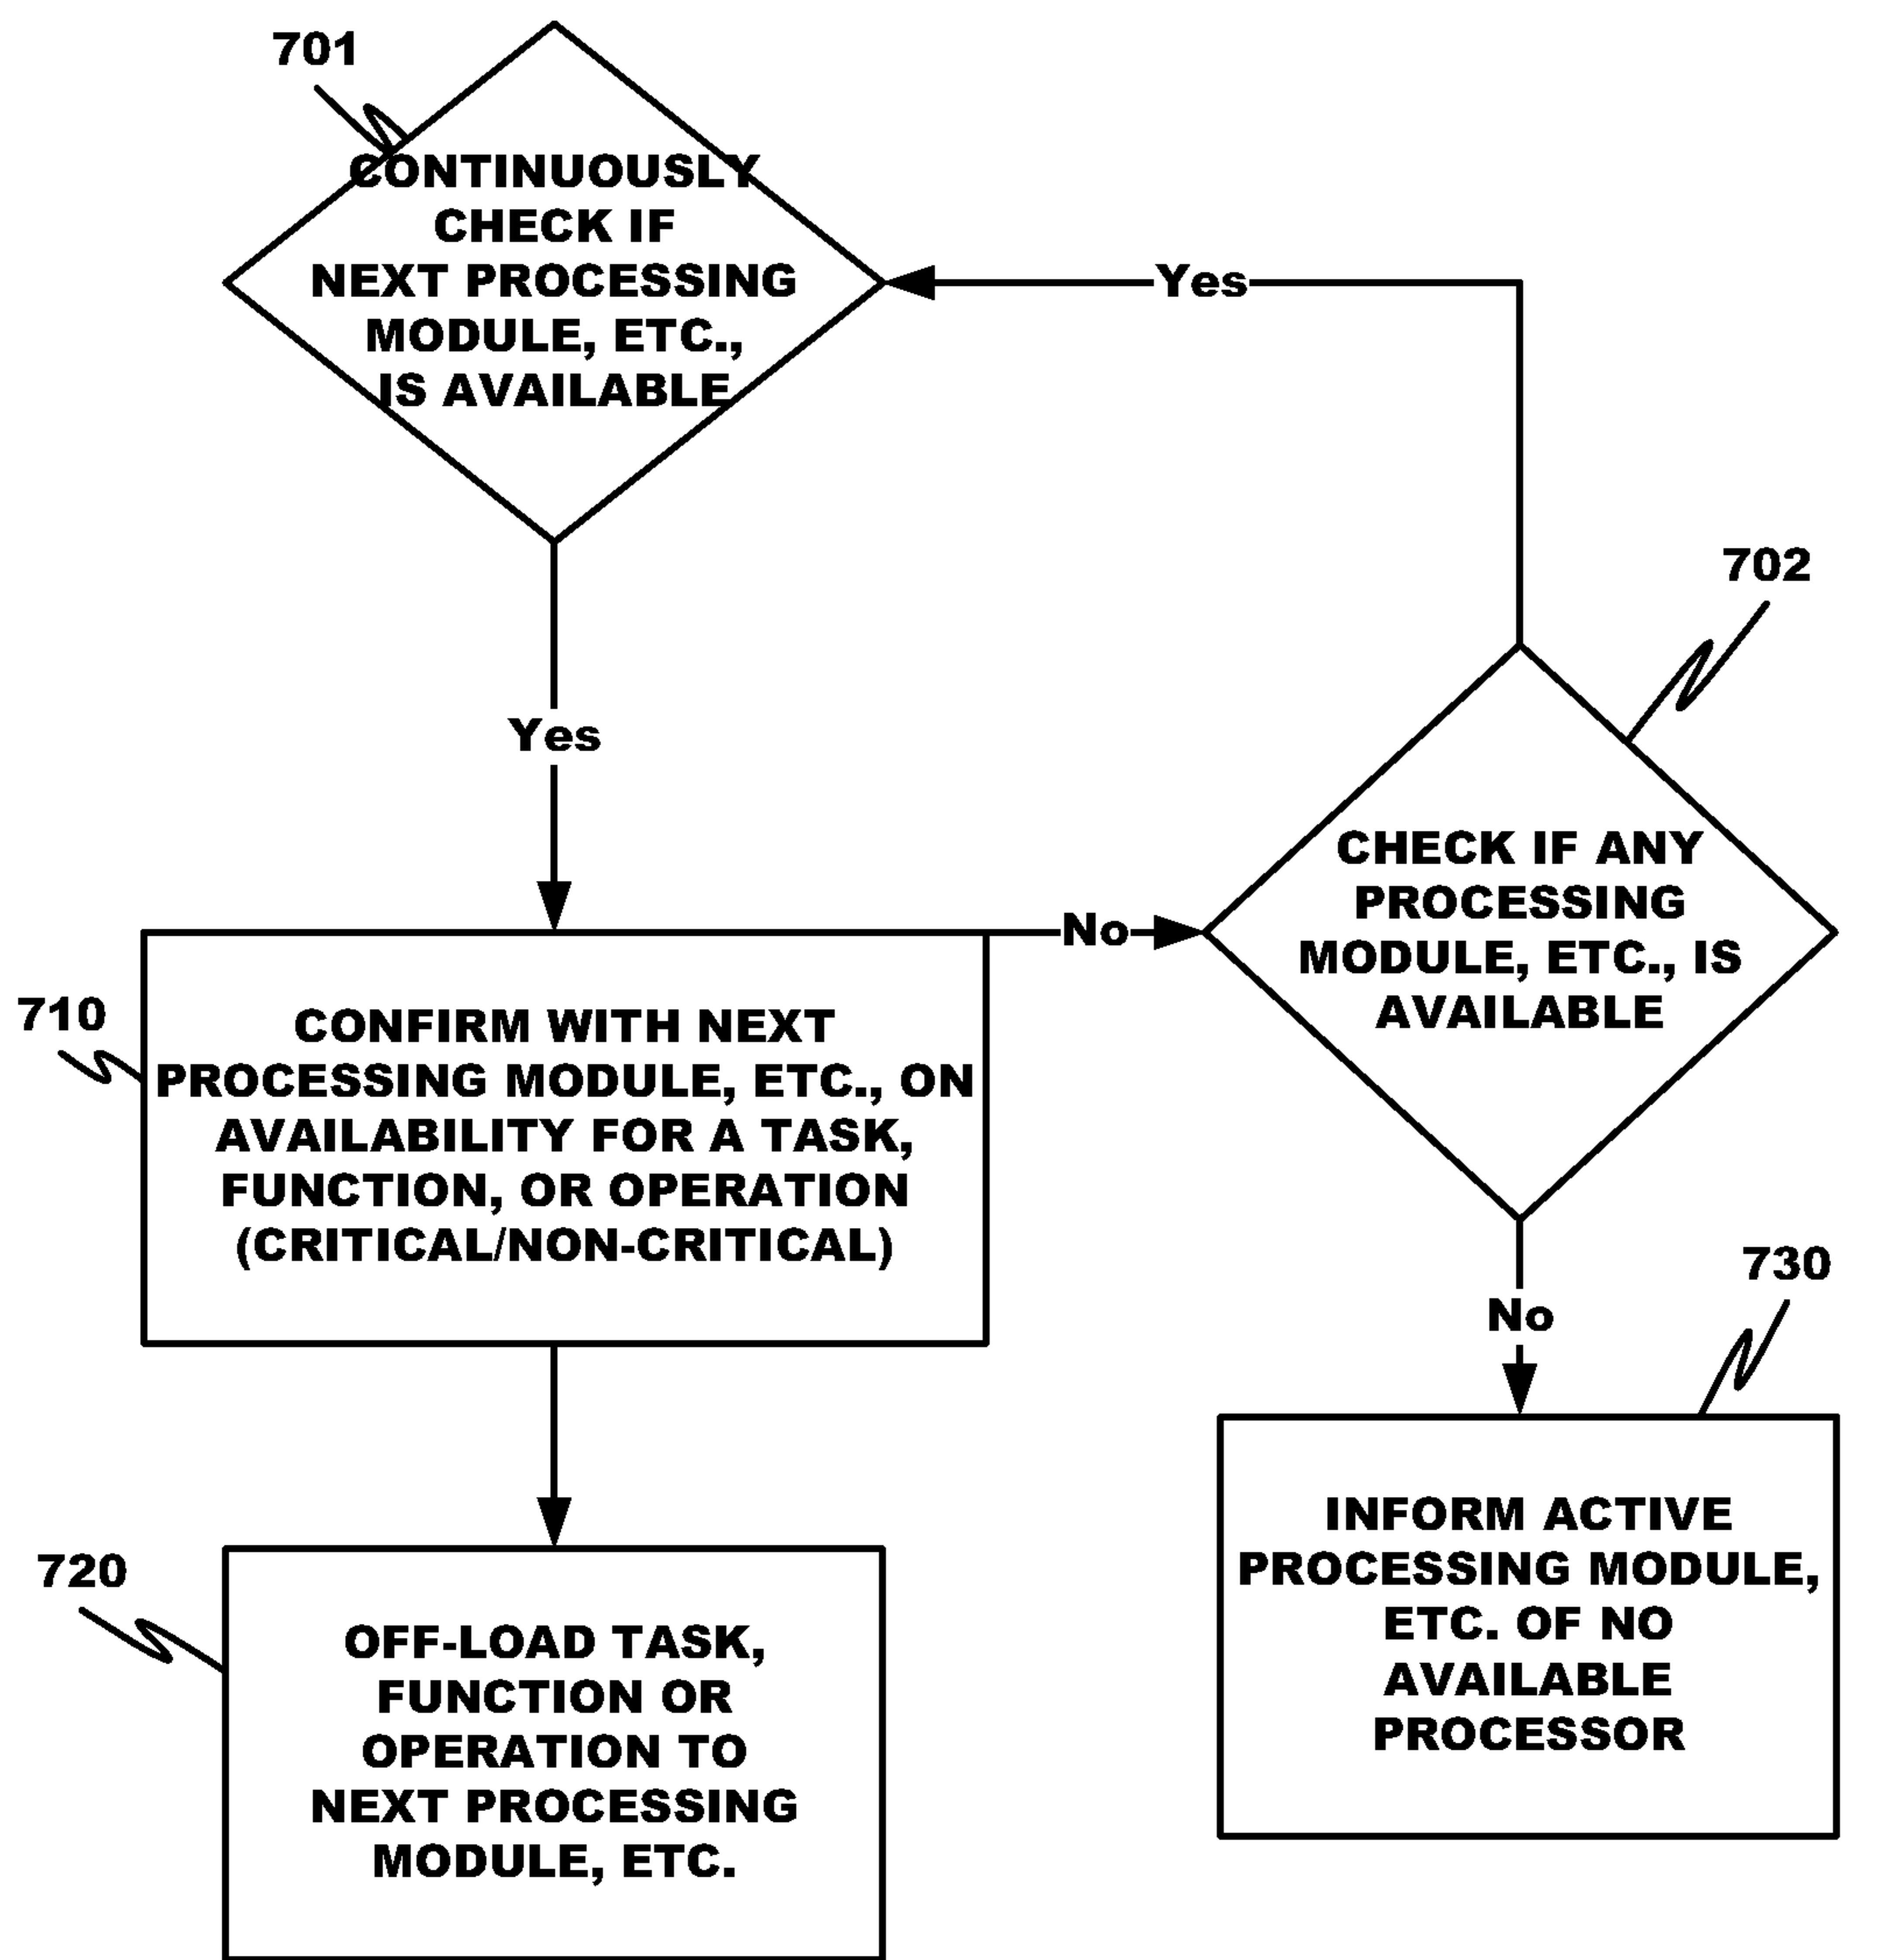 701
CONTINUOUSLY
CHECK IF
NEXT PROCESSING
MODULE, ETC.,
IS AVAILABLE
Yes
Yes
702
CHECK IF ANY
PROCESSING
MODULE, ETC., IS
AVAILABLE
No
710
CONFIRM WITH NEXT
PROCESSING MODULE, ETC., ON
AVAILABILITY FOR A TASK,
FUNCTION, OR OPERATION
(CRITICAL/NON-CRITICAL)
No
730
INFORM ACTIVE
PROCESSING MODULE,
ETC. OF NO
AVAILABLE
PROCESSOR
720
OFF-LOAD TASK,
FUNCTION OR
OPERATION TO
NEXT PROCESSING
MODULE, ETC.